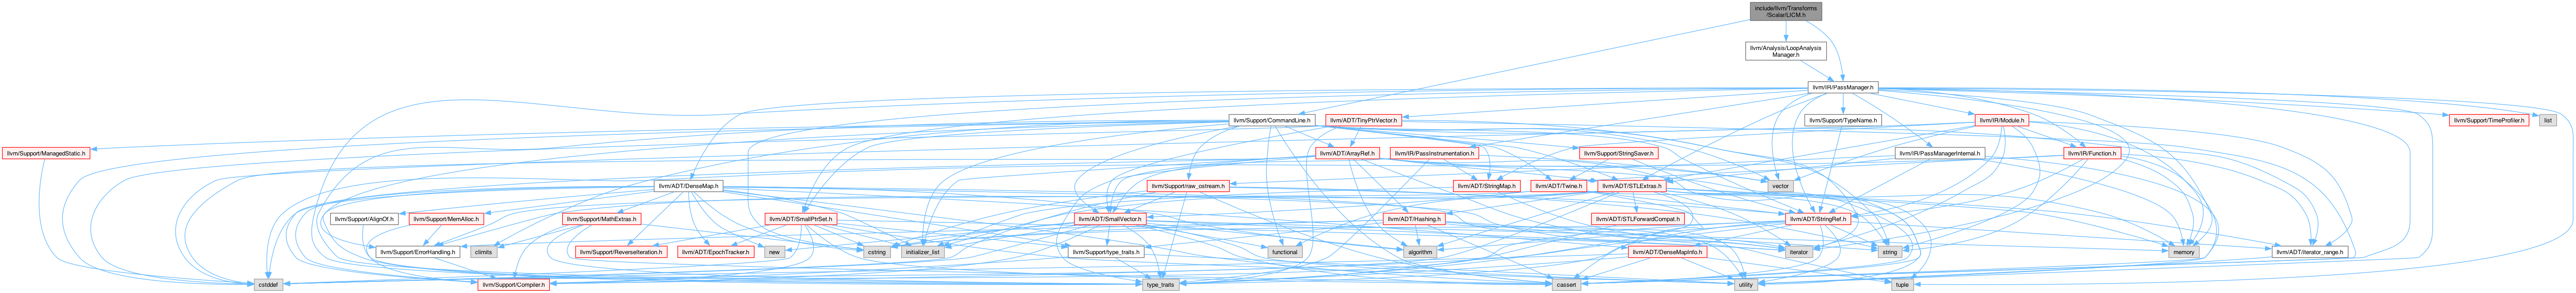 include/llvm/Transforms
/Scalar/LICM.h
llvm/Analysis/LoopAnalysis
Manager.h
llvm/IR/PassManager.h
llvm/Support/CommandLine.h
llvm/ADT/TinyPtrVector.h
llvm/Support/TypeName.h
llvm/IR/Module.h
llvm/Support/TimeProfiler.h
list
llvm/Support/ManagedStatic.h
llvm/ADT/ArrayRef.h
llvm/IR/PassInstrumentation.h
llvm/Support/StringSaver.h
llvm/IR/PassManagerInternal.h
llvm/IR/Function.h
llvm/ADT/DenseMap.h
llvm/Support/raw_ostream.h
llvm/ADT/StringMap.h
llvm/ADT/Twine.h
llvm/ADT/STLExtras.h
vector
llvm/Support/AlignOf.h
llvm/Support/MemAlloc.h
llvm/Support/MathExtras.h
llvm/ADT/SmallPtrSet.h
llvm/ADT/SmallVector.h
llvm/ADT/Hashing.h
llvm/ADT/STLForwardCompat.h
llvm/ADT/StringRef.h
llvm/Support/ErrorHandling.h
climits
llvm/Support/ReverseIteration.h
llvm/ADT/EpochTracker.h
new
cstring
initializer_list
llvm/Support/type_traits.h
functional
algorithm
llvm/ADT/DenseMapInfo.h
iterator
string
memory
llvm/ADT/iterator_range.h
cstddef
llvm/Support/Compiler.h
type_traits
cassert
utility
tuple